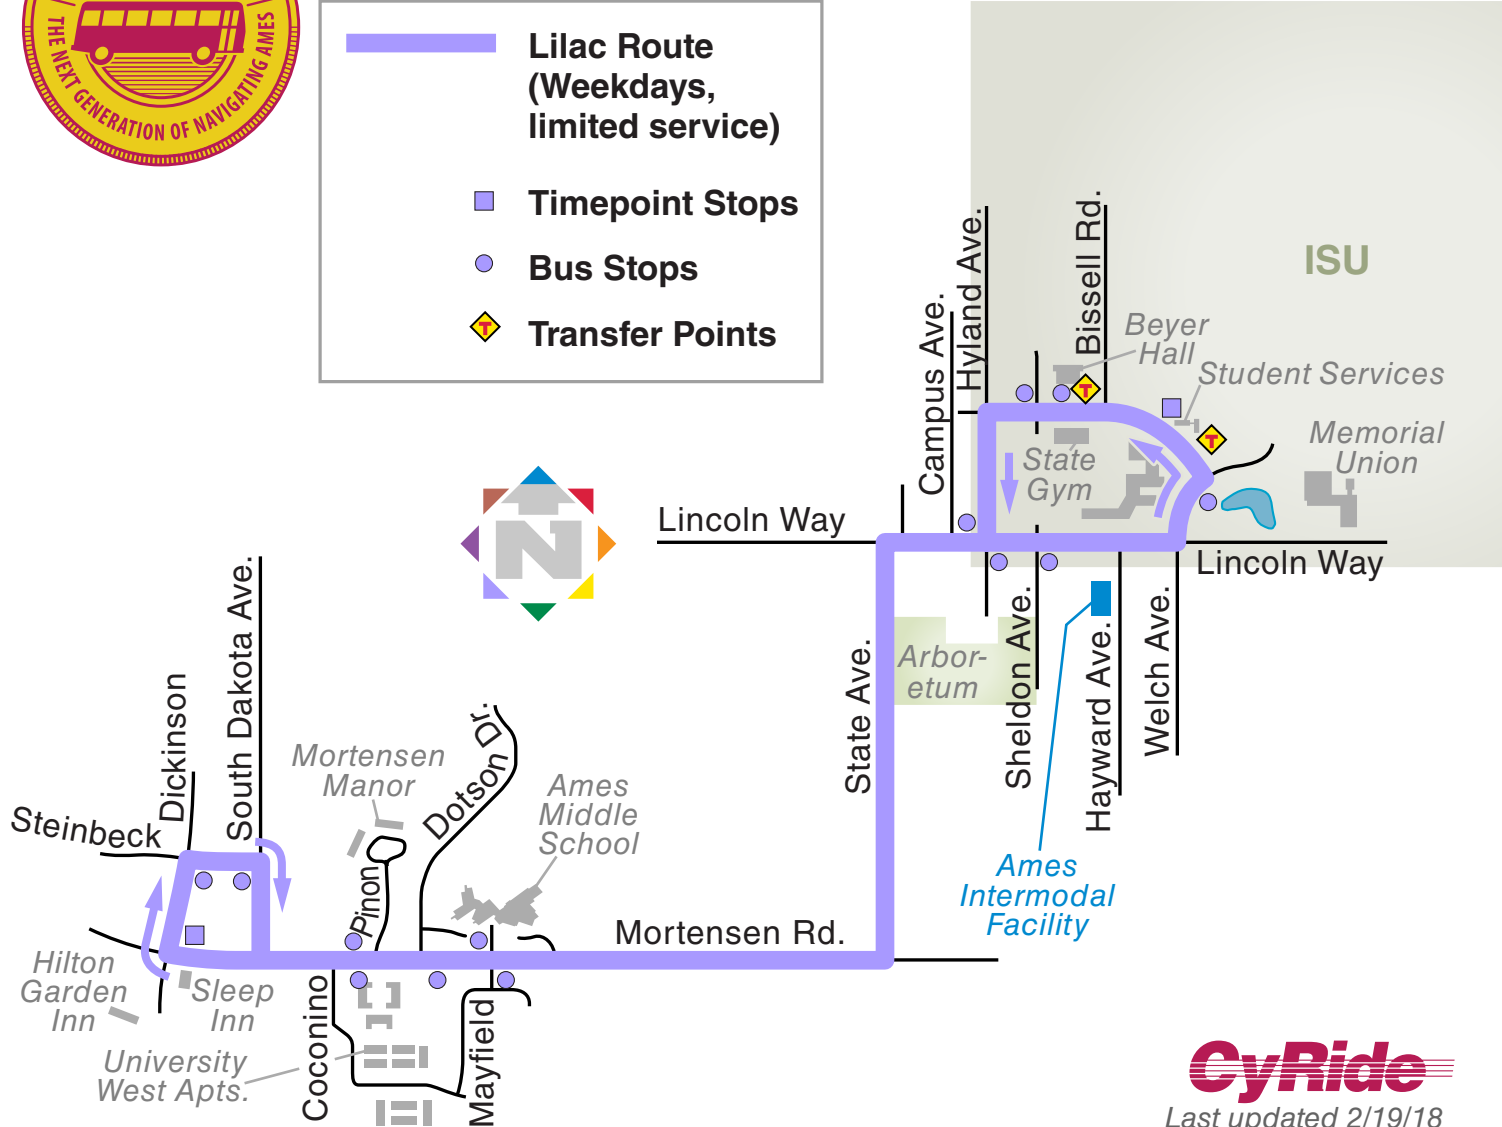 THE NEXT GENERATION OF NAVIGATING AMES
Lilac Route
(Weekdays,
limited service)
Timepoint Stops
Bus Stops
T
Transfer Points
ISU
Hyland Ave.
Bissell Rd.
Campus Ave.
Beyer
Hall
Student Services
T
T
Memorial
Union
State
Gym
N
Lincoln Way
Lincoln Way
Arbor-
etum
State Ave.
Sheldon Ave.
Hayward Ave.
Welch Ave.
South Dakota Ave.
Dickinson
Steinbeck
Mortensen
Manor
Dotson Dr.
Ames
Middle
School
Pinon
Mortensen Rd.
Ames
Intermodal
Facility
Hilton
Garden
Inn
Sleep
Inn
Coconino
Mayfield
University
West Apts.
CyRide
Last updated 2/19/18